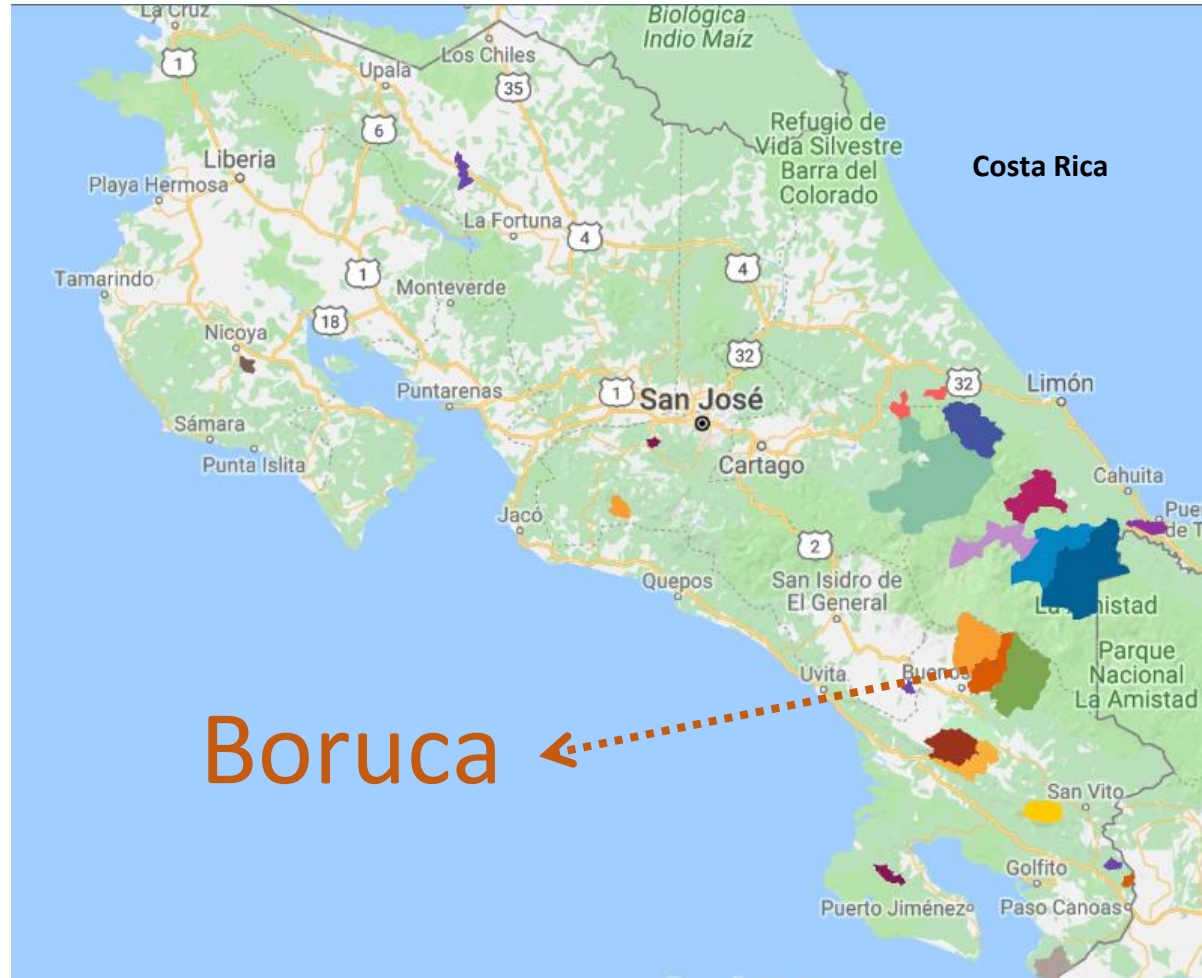 La Cruz
Biológica
Indio Maíz
Los Chiles
1
Upala
35
6
Refugio de
Vida Silvestre
Barra del
Colorado
Costa Rica
Liberia
Playa Hermosa
La Fortuna
4
1
4
Tamarindo
Monteverde
18
Nicoya
32
Puntarenas
1
San José
32
Limón
Sámara
Punta Islita
Cartago
Cahuita
Jacó
2
Quepos
San Isidro de
El General
La Amistad
Parque
Nacional
La Amistad
Uvita
Buenos
Boruca
San Vito
Golfito
Puerto Jiménez
Paso Canoas